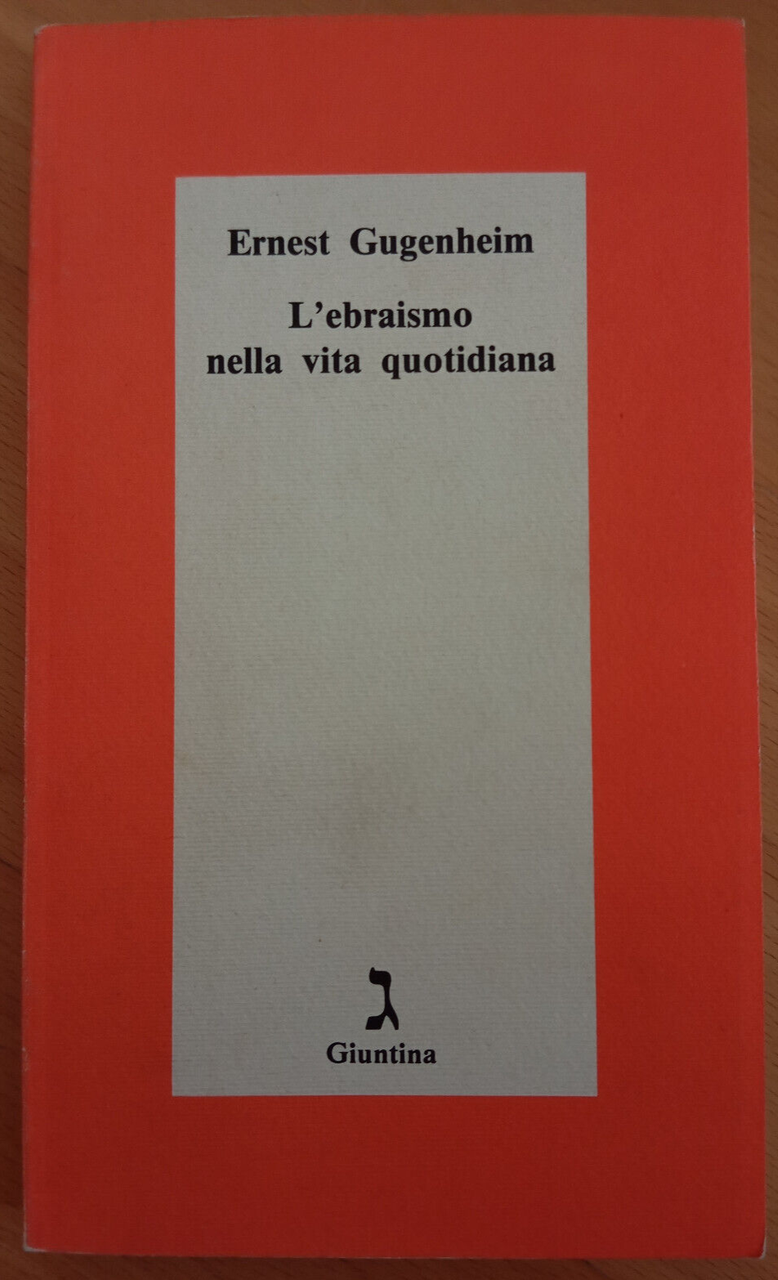 Ernest Gugenheim
L’ebraismo
nella vita quotidiana
ג
Giuntina